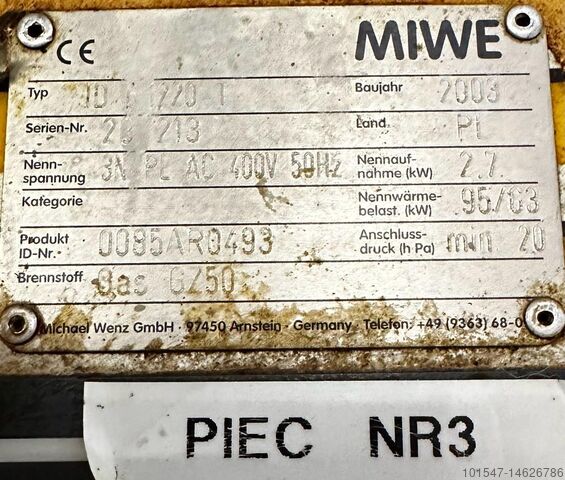 CE MIWE
Typ Baujahr 2003
Serien-Nr. Land PL
Nenn-spannung 3N PE AC 400V 50Hz Nennauf-nahme (kW) 2.7
Kategorie Nennwärme-belast. (kW) 95/G3
Produkt ID-Nr. 0085AR0493 Anschluss-druck (h Pa) min 20
Brennstoff Gas GZ50
Michael Wenz GmbH · 97450 Arnstein · Germany · Telefon: +49 (9363) 68-0
PIEC NR3
101547-14626786